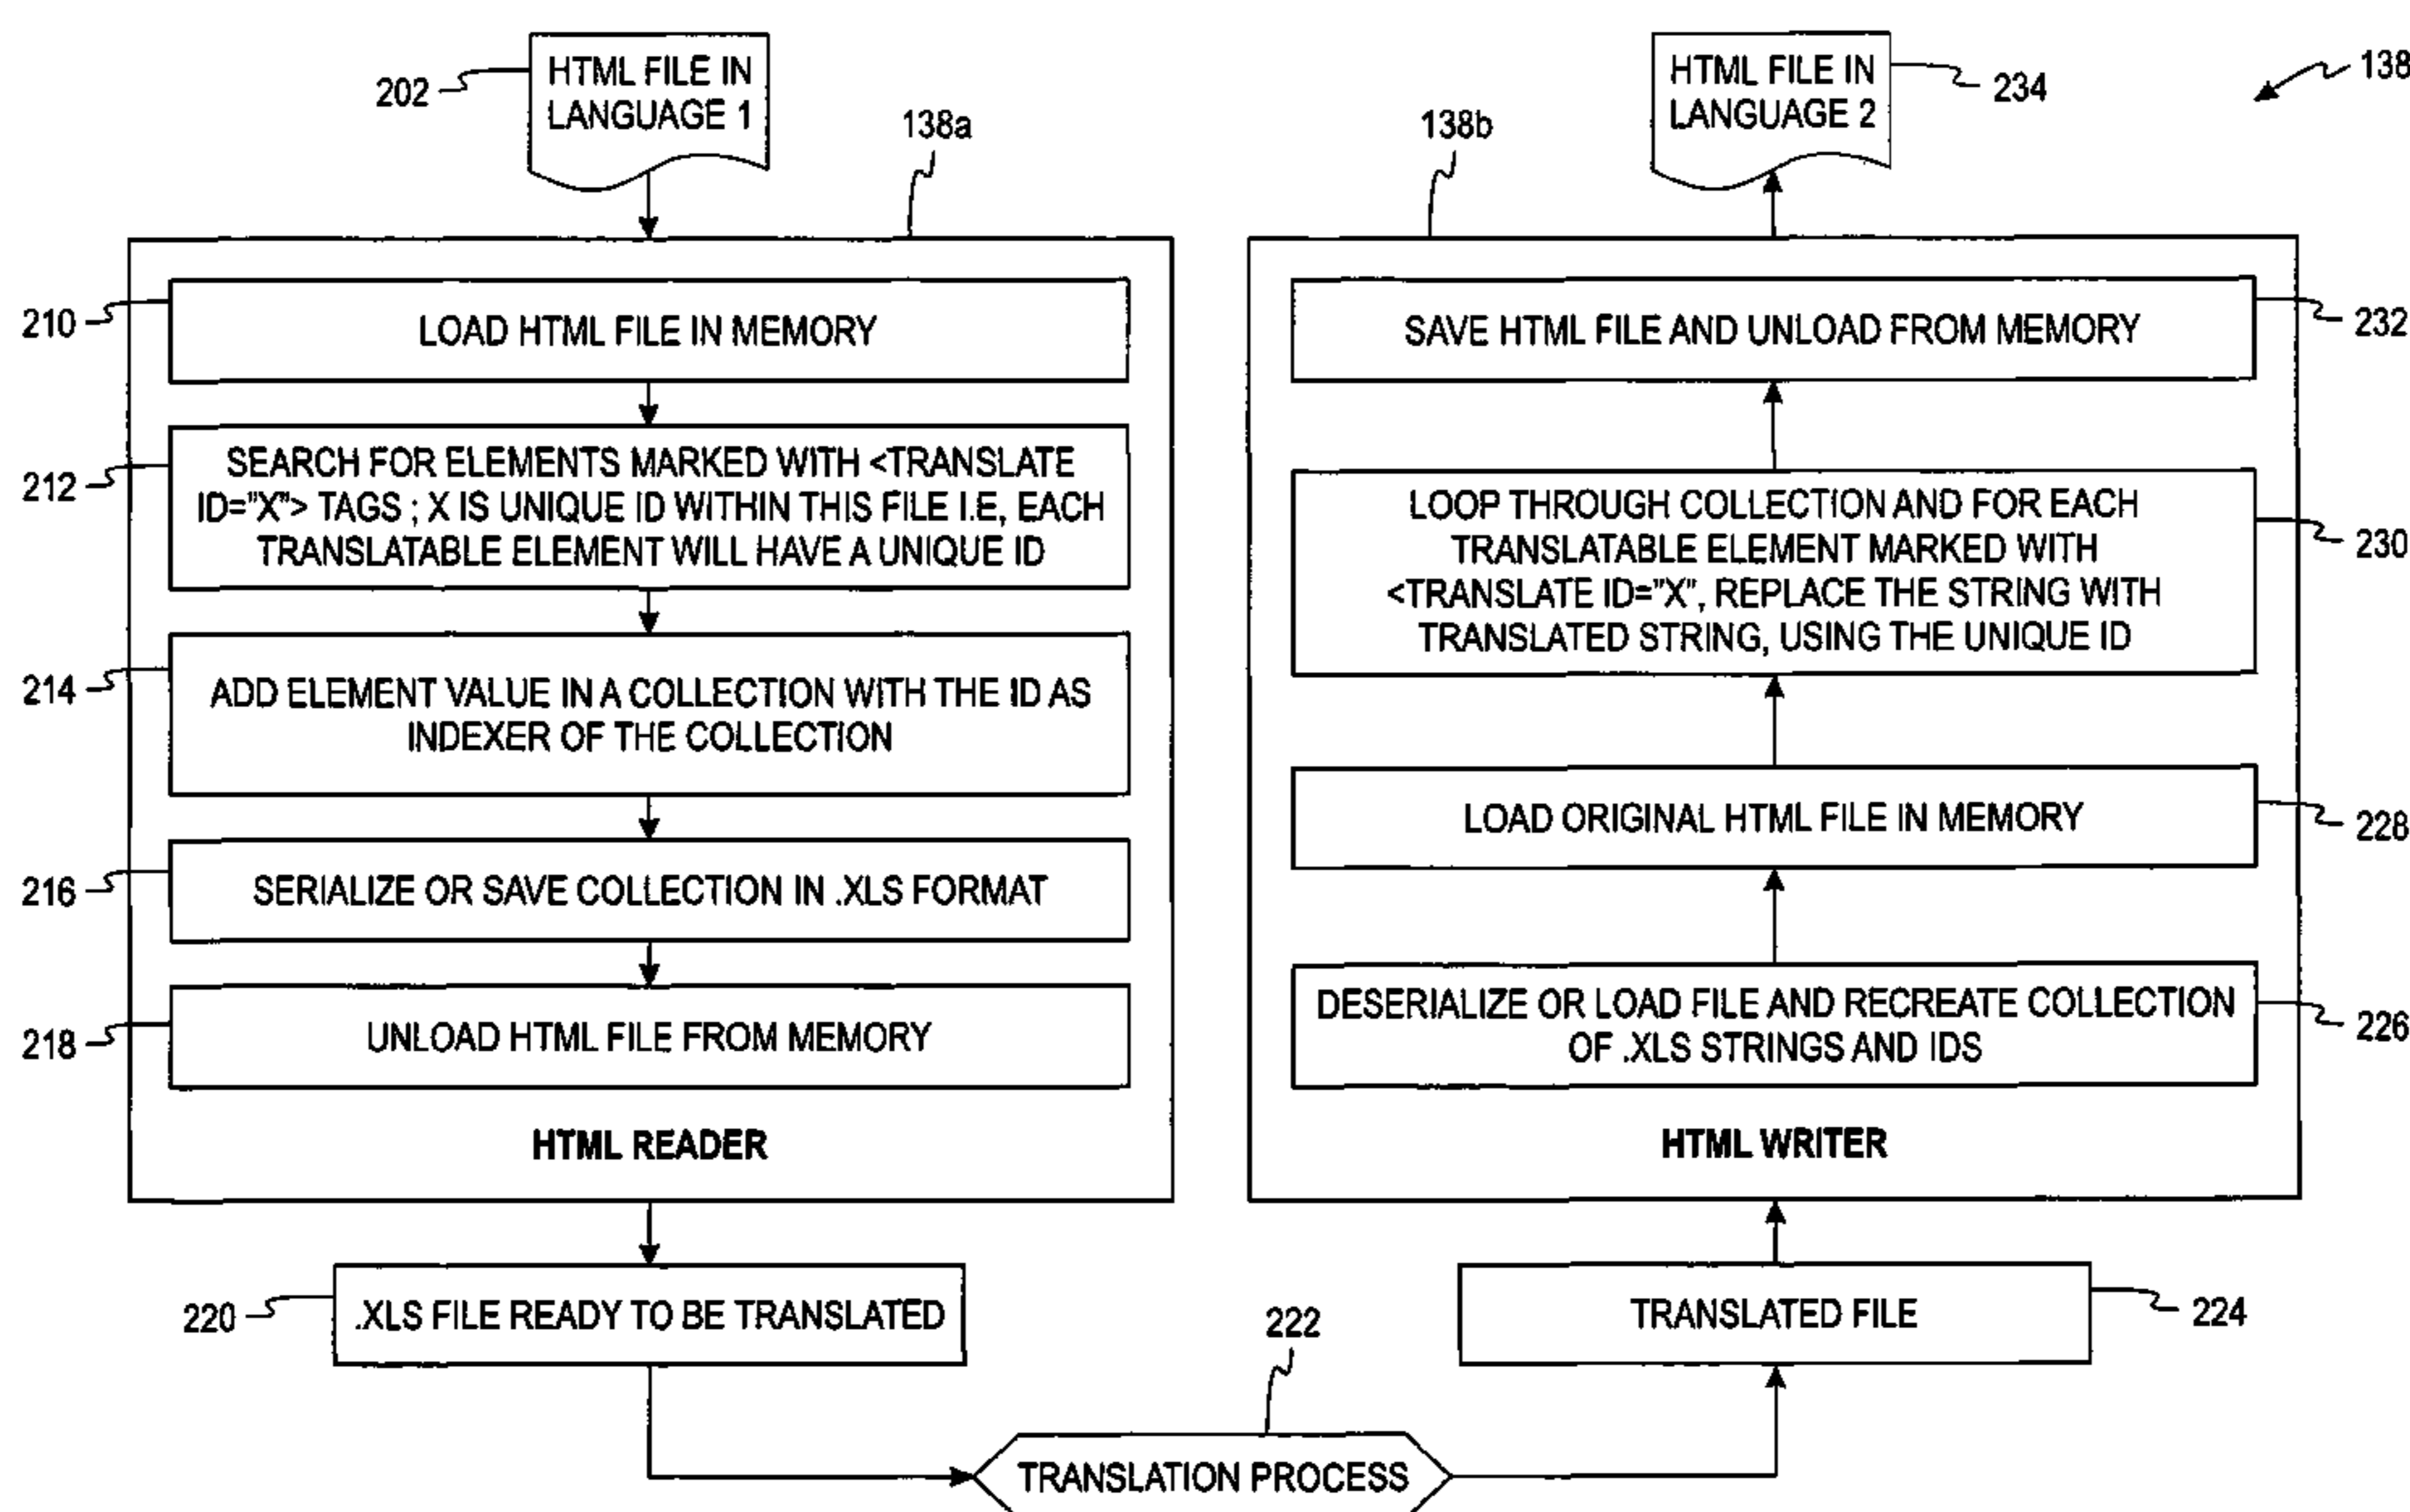 HTML FILE IN
LANGUAGE 1
202
138a
210
LOAD HTML FILE IN MEMORY
212
SEARCH FOR ELEMENTS MARKED WITH <TRANSLATE
ID="X"> TAGS ; X IS UNIQUE ID WITHIN THIS FILE I.E, EACH
TRANSLATABLE ELEMENT WILL HAVE A UNIQUE ID
214
ADD ELEMENT VALUE IN A COLLECTION WITH THE ID AS
INDEXER OF THE COLLECTION
216
SERIALIZE OR SAVE COLLECTION IN .XLS FORMAT
218
UNLOAD HTML FILE FROM MEMORY
HTML READER
220
.XLS FILE READY TO BE TRANSLATED
222
TRANSLATION PROCESS
HTML FILE IN
LANGUAGE 2
234
138
138b
SAVE HTML FILE AND UNLOAD FROM MEMORY
232
LOOP THROUGH COLLECTION AND FOR EACH
TRANSLATABLE ELEMENT MARKED WITH
<TRANSLATE ID="X", REPLACE THE STRING WITH
TRANSLATED STRING, USING THE UNIQUE ID
230
LOAD ORIGINAL HTML FILE IN MEMORY
228
DESERIALIZE OR LOAD FILE AND RECREATE COLLECTION
OF .XLS STRINGS AND IDS
226
HTML WRITER
TRANSLATED FILE
224